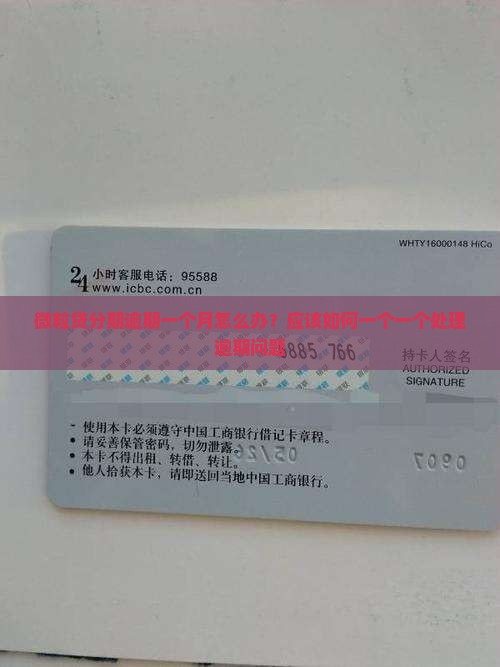 WHTY16000148 HiCo
24 小时客服电话：95588
www.icbc.com.cn
微粒贷分期逾期一个月怎么办？应该如何一个一个处理
逾期问题
5885 766
持卡人签名
AUTHORIZED
SIGNATURE
- 使用本卡必须遵守中国工商银行借记卡章程。
• 请妥善保管密码，切勿泄露。
• 本卡不得出租、转借、转让。
• 他人拾获本卡，请即送回当地中国工商银行。
05/26
0907